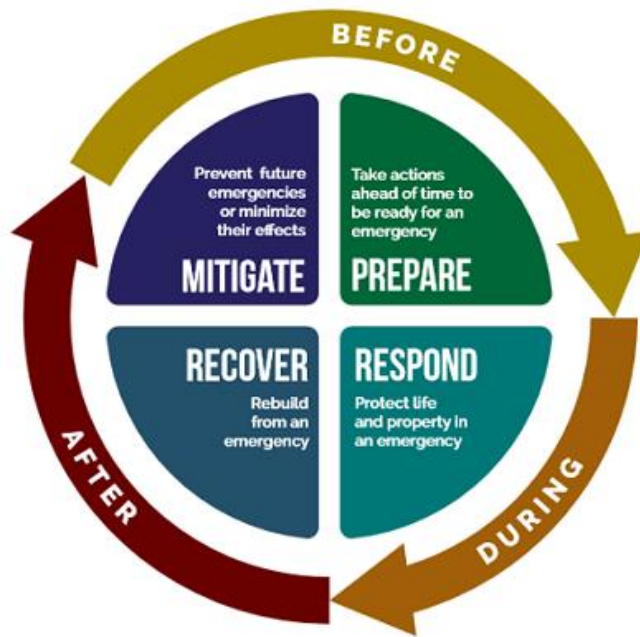 BEFORE
Prevent future
emergencies
or minimize
their effects
MITIGATE
Take actions
ahead of time to
be ready for an
emergency
PREPARE
RECOVER
Rebuild
from an
emergency
RESPOND
Protect life
and property in
an emergency
AFTER
DURING